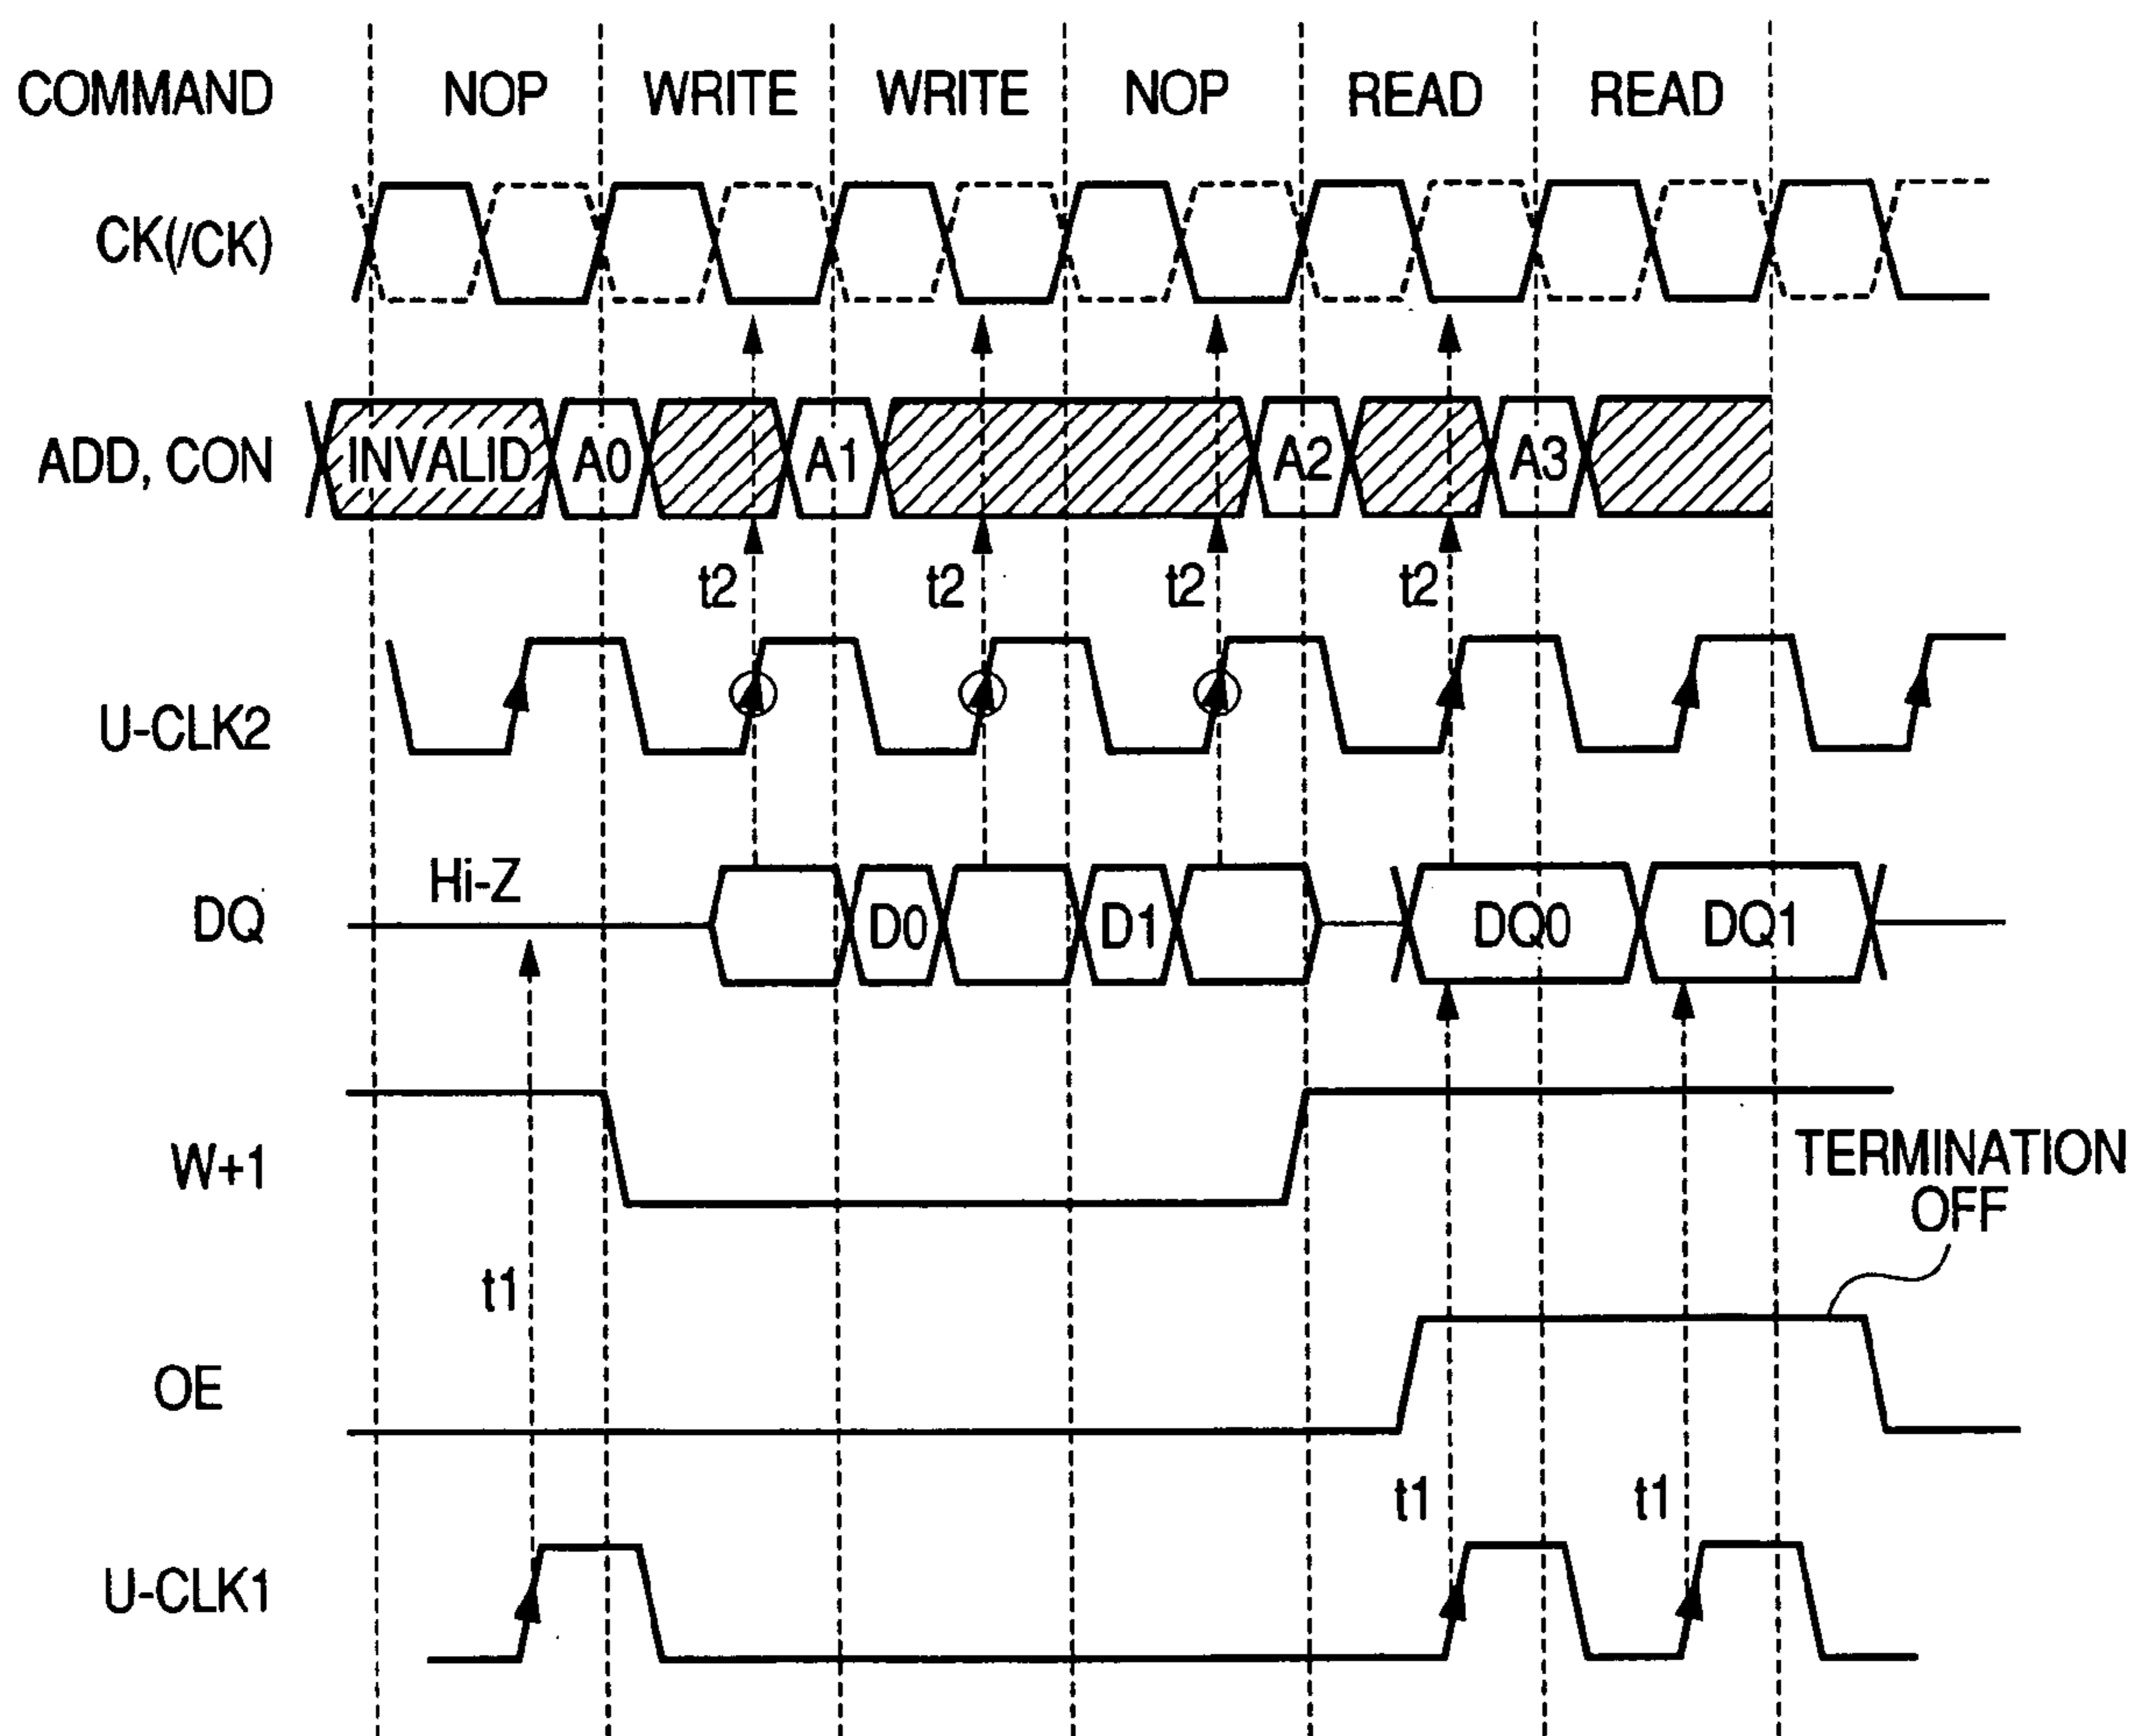 COMMAND NOP WRITE WRITE NOP READ READ
CK(/CK)
ADD, CON INVALID A0 A1 A2 A3
t2 t2 t2 t2
U-CLK2
Hi-Z
DQ D0 D1 DQ0 DQ1
W+1
TERMINATION
OFF
t1
OE
t1 t1
U-CLK1